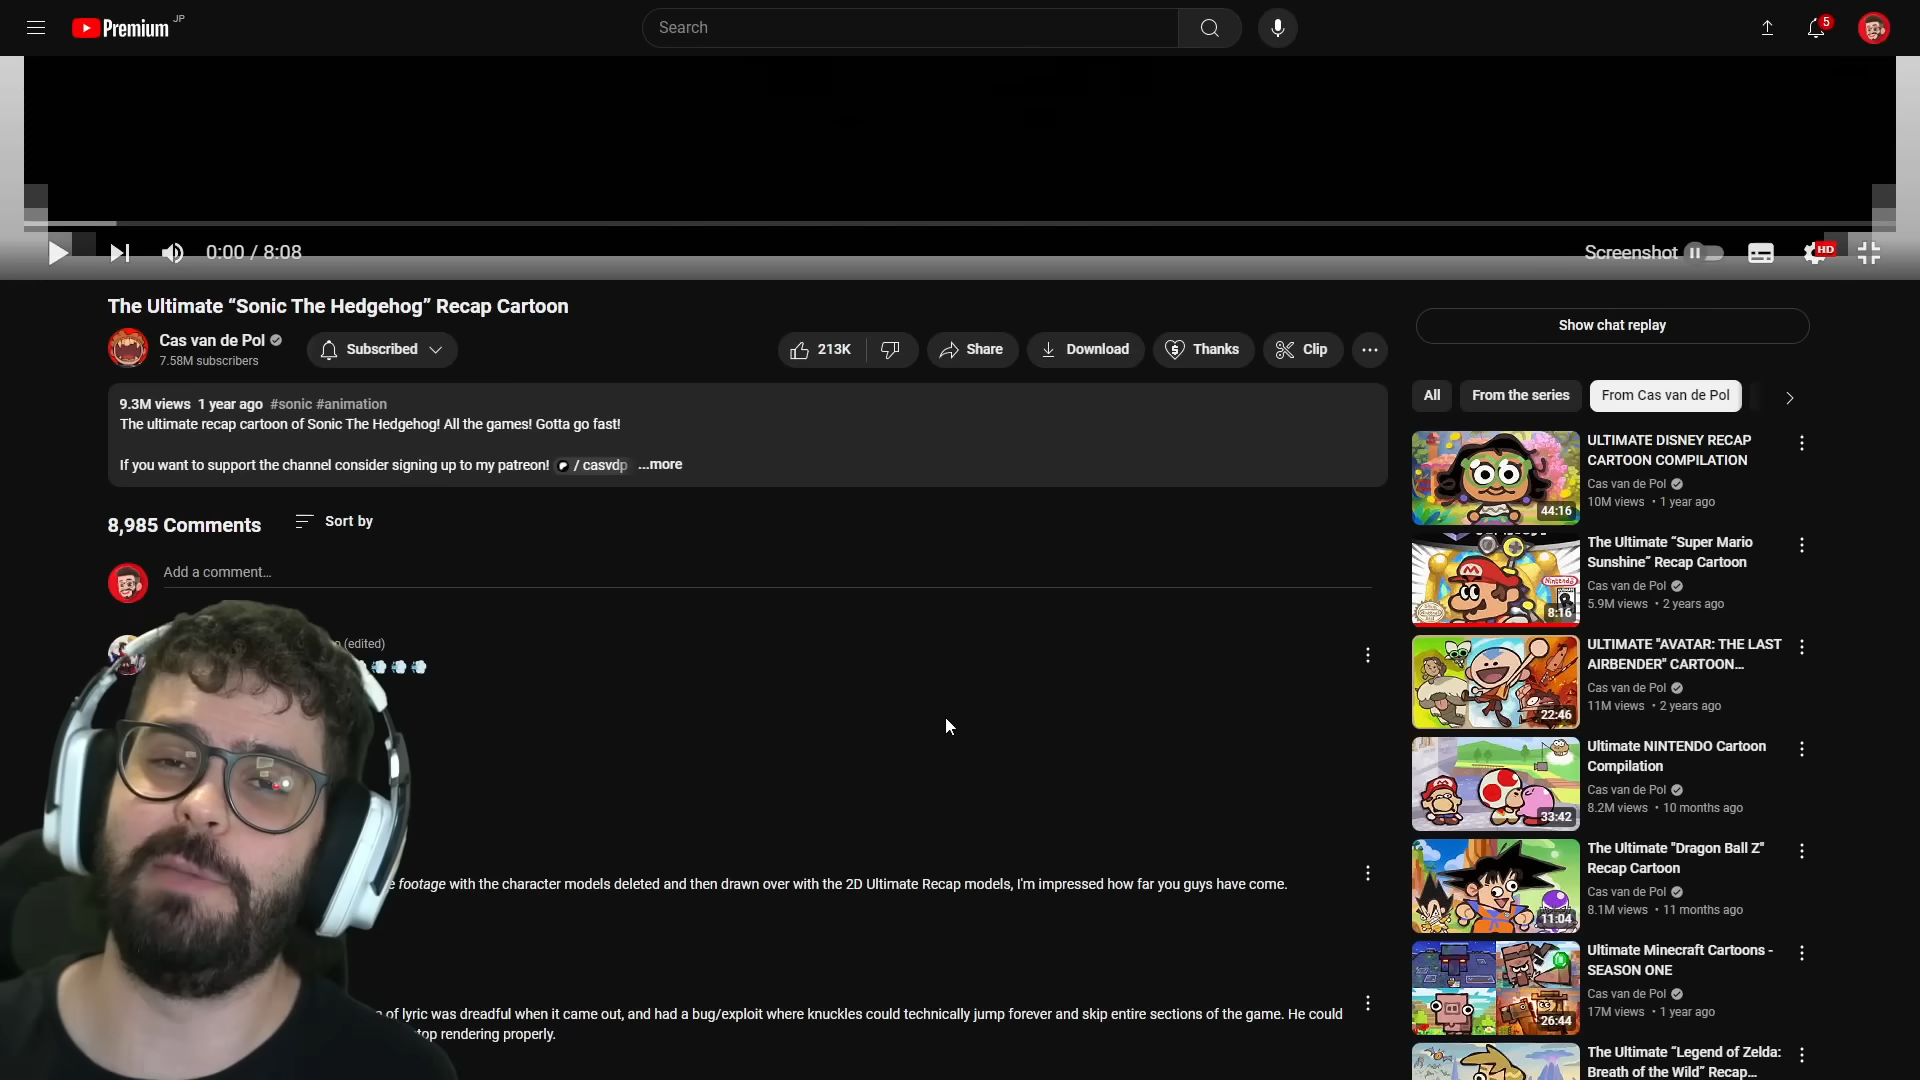 Premium JP
Search
5
0:00 / 8:08
Screenshot
HD
The Ultimate “Sonic The Hedgehog” Recap Cartoon
Cas van de Pol
7.58M subscribers
Subscribed
213K
Share
Download
Thanks
Clip
9.3M views 1 year ago #sonic #animation
The ultimate recap cartoon of Sonic The Hedgehog! All the games! Gotta go fast!
If you want to support the channel consider signing up to my patreon! / casvdp ...more
8,985 Comments
Sort by
Add a comment...
(edited)
footage with the character models deleted and then drawn over with the 2D Ultimate Recap models, I'm impressed how far you guys have come.
of lyric was dreadful when it came out, and had a bug/exploit where knuckles could technically jump forever and skip entire sections of the game. He could
rendering properly.
Show chat replay
All
From the series
From Cas van de Pol
ULTIMATE DISNEY RECAP
CARTOON COMPILATION
Cas van de Pol
10M views • 1 year ago
44:16
The Ultimate “Super Mario
Sunshine” Recap Cartoon
Cas van de Pol
5.9M views • 2 years ago
Nintendo
8:16
ULTIMATE "AVATAR: THE LAST
AIRBENDER" CARTOON...
Cas van de Pol
11M views • 2 years ago
22:46
Ultimate NINTENDO Cartoon
Compilation
Cas van de Pol
8.2M views • 10 months ago
33:42
The Ultimate "Dragon Ball Z"
Recap Cartoon
Cas van de Pol
8.1M views • 11 months ago
11:04
Ultimate Minecraft Cartoons -
SEASON ONE
Cas van de Pol
17M views • 1 year ago
26:44
The Ultimate “Legend of Zelda:
Breath of the Wild” Recap...